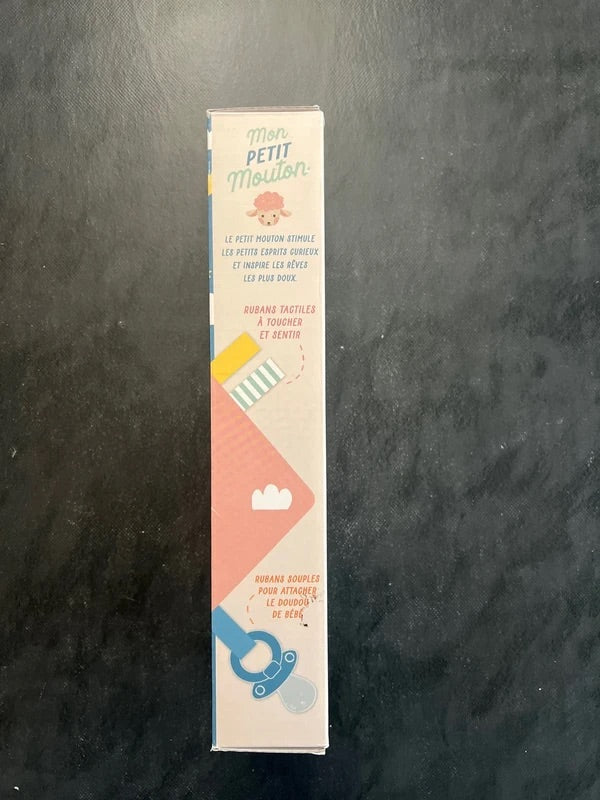 Mon
PETIT
Mouton
LE PETIT MOUTON STIMULE
LES PETITS ESPRITS CURIEUX
ET INSPIRE LES RÊVES
LES PLUS DOUX.
RUBANS TACTILES
À TOUCHER
ET SENTIR
RUBANS SOUPLES
POUR ATTACHER
LE DOUDOU
DE BÉBÉ